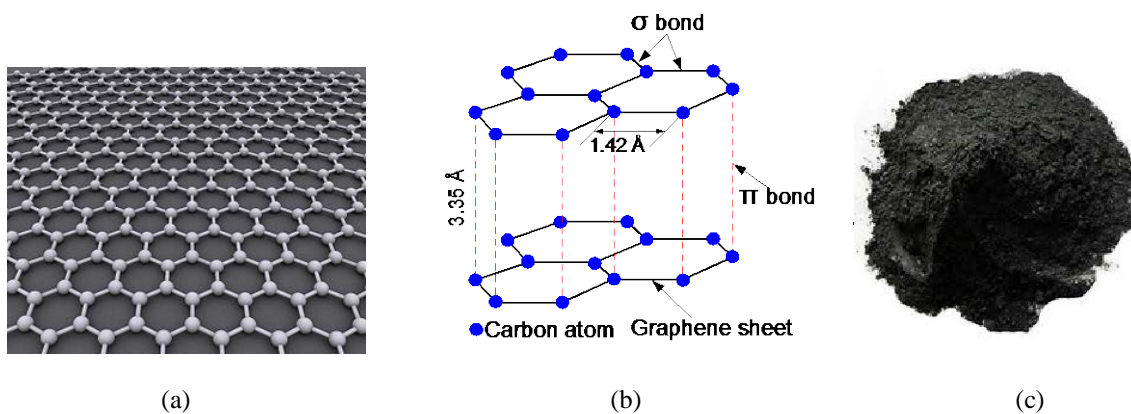 σ bond
1.42 Å
3.35 Å
π bond
Carbon atom
Graphene sheet
(a)
(b)
(c)